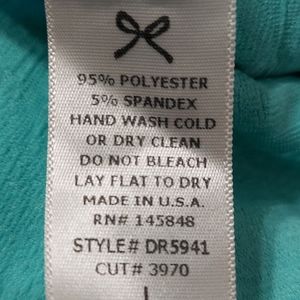 95% POLYESTER
5% SPANDEX
HAND WASH COLD
OR DRY CLEAN
DO NOT BLEACH
LAY FLAT TO DRY
MADE IN U.S.A.
RN# 145848
STYLE# DR5941
CUT# 3970